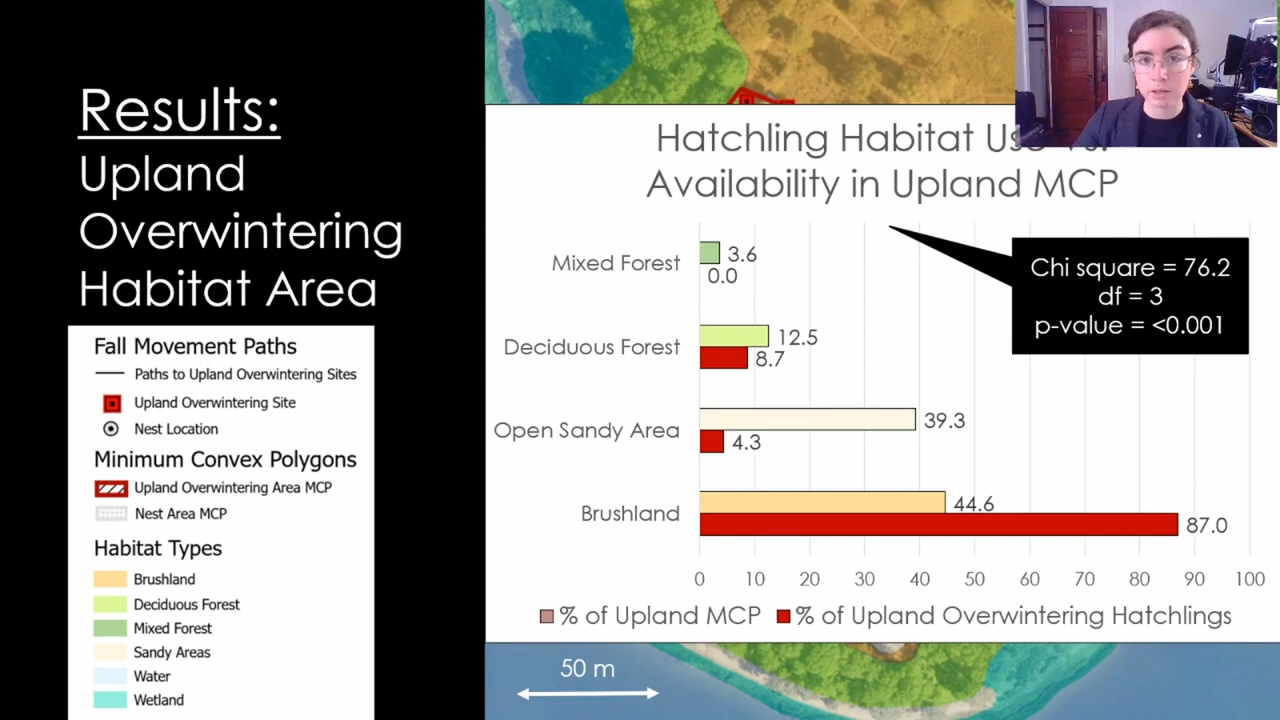 Results:
Upland
Overwintering
Habitat Area
Fall Movement Paths
Paths to Upland Overwintering Sites
Upland Overwintering Site
Nest Location
Minimum Convex Polygons
Upland Overwintering Area MCP
Nest Area MCP
Habitat Types
Brushland
Deciduous Forest
Mixed Forest
Sandy Areas
Water
Wetland
Hatchling Habitat
Availability in Upland MCP
Chi square = 76.2
df = 3
p-value = <0.001
Mixed Forest 3.6
0.0
Deciduous Forest 12.5
8.7
Open Sandy Area 39.3
4.3
Brushland 44.6
87.0
0 10 20 30 40 50 60 70 80 90 100
% of Upland MCP % of Upland Overwintering Hatchlings
50 m